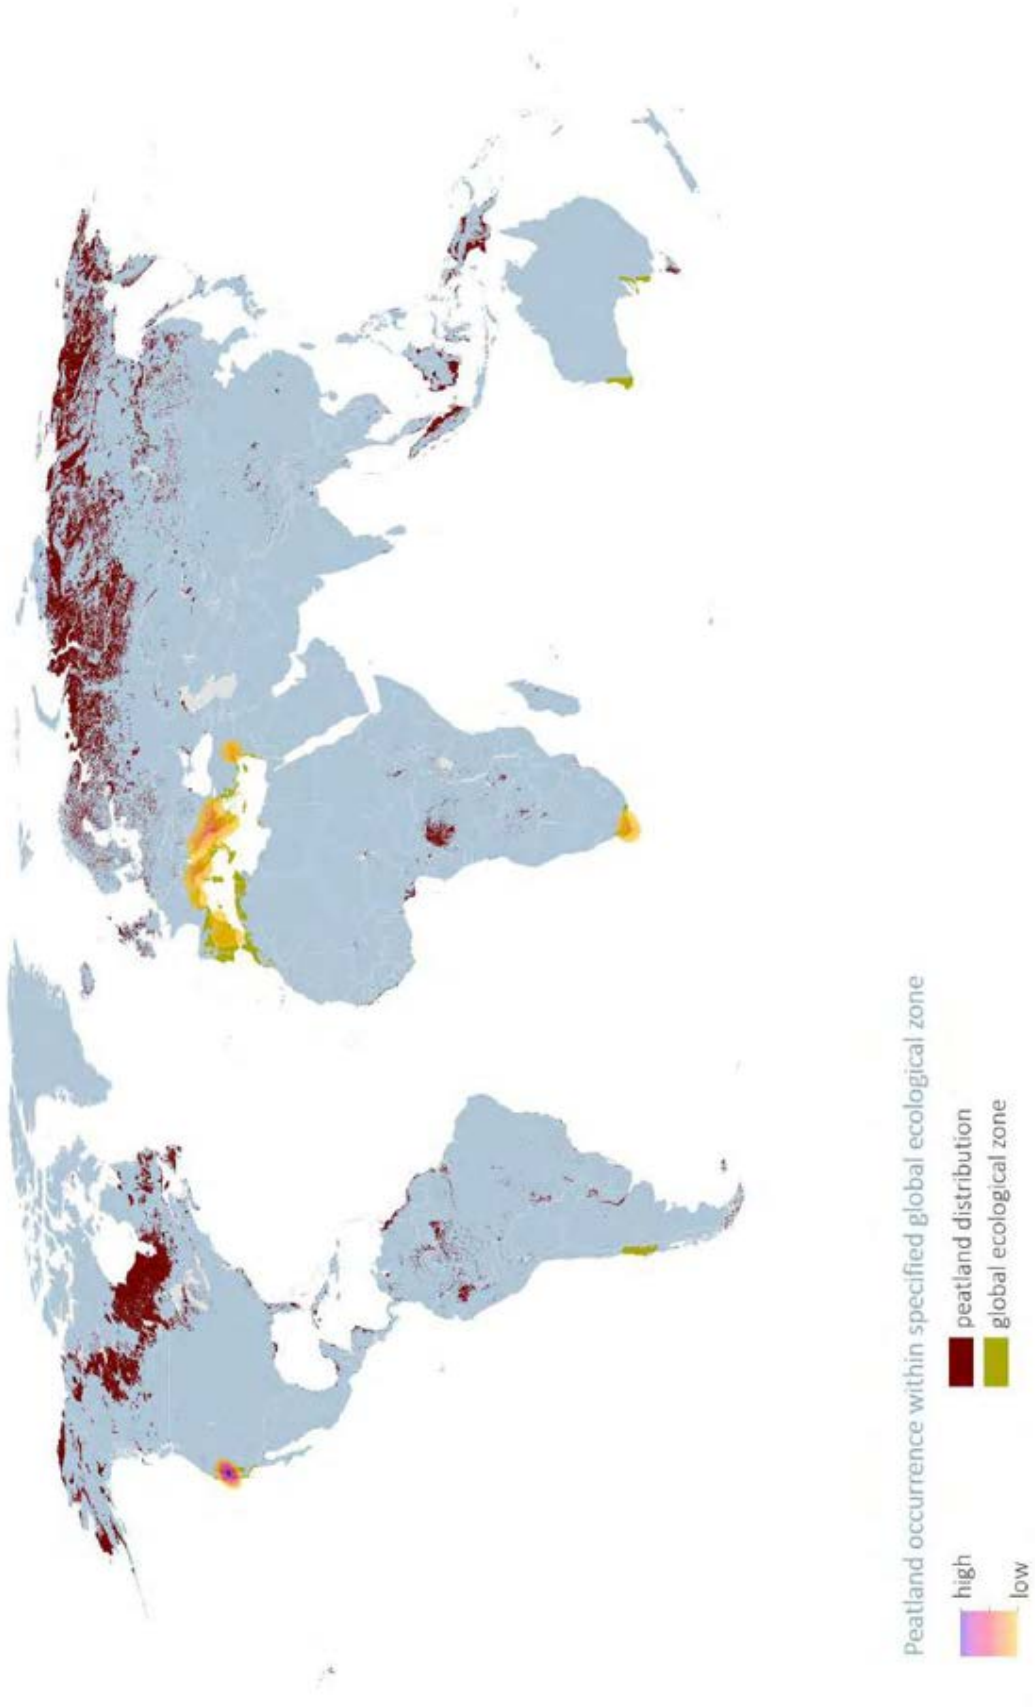 Peatland occurrence within specified global ecological zone
high
low
peatland distribution
global ecological zone